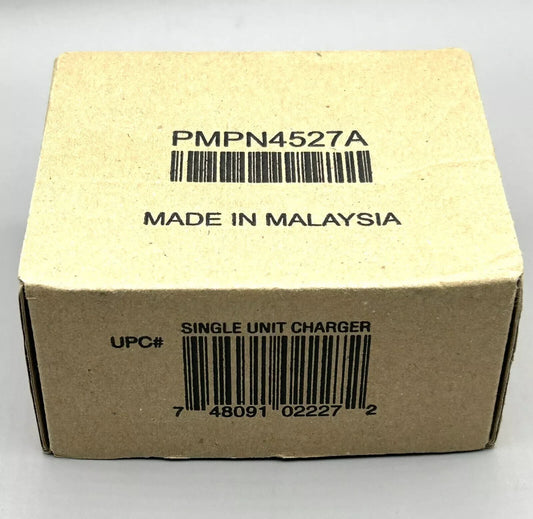 PMPN4527A
MADE IN MALAYSIA
SINGLE UNIT CHARGER
UPC#
7 48091 02227 2